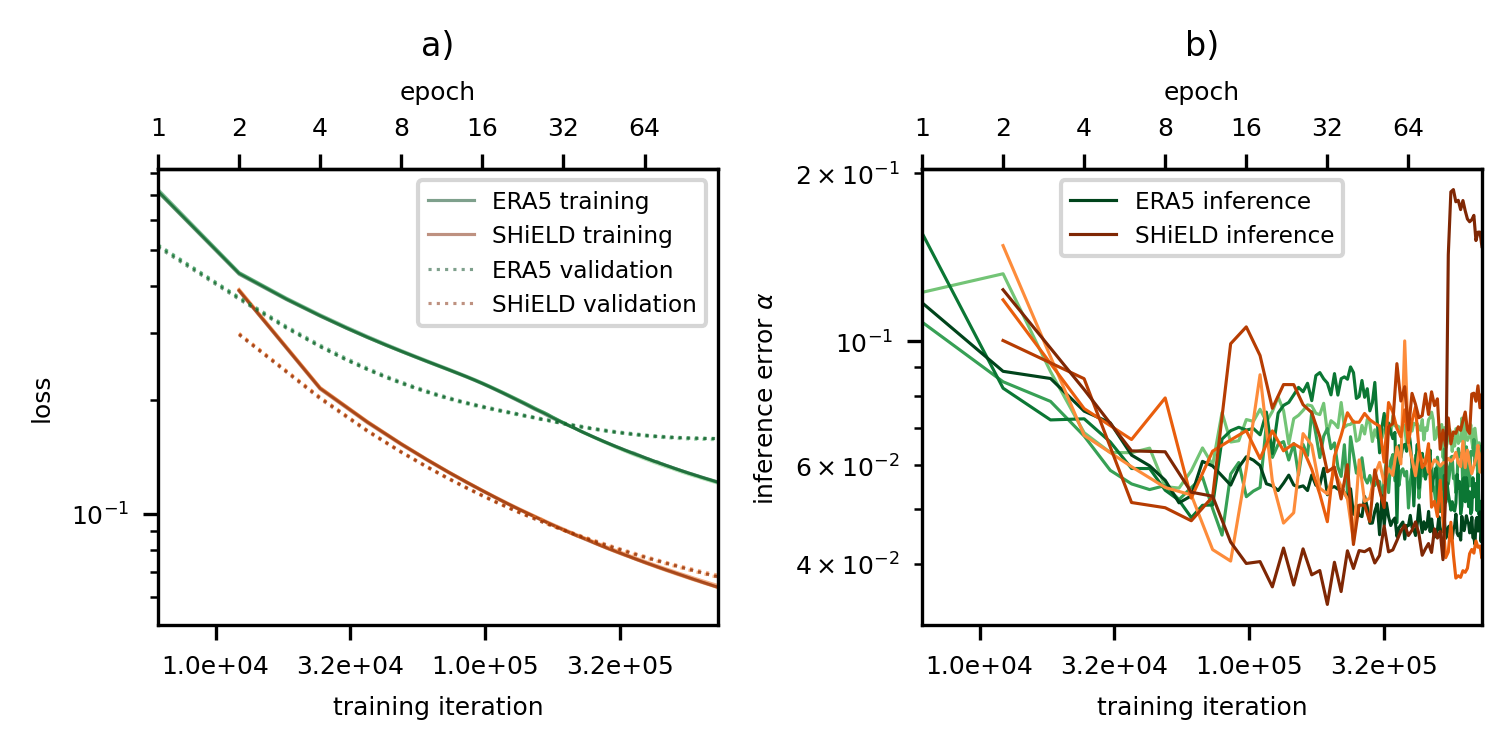 a)
epoch
1 2 4 8 16 32 64
ERA5 training
SHiELD training
ERA5 validation
SHiELD validation
loss
10⁻¹
1.0e+04 3.2e+04 1.0e+05 3.2e+05
training iteration
b)
epoch
1 2 4 8 16 32 64
ERA5 inference
SHiELD inference
inference error α
2 × 10⁻¹
10⁻¹
6 × 10⁻²
4 × 10⁻²
1.0e+04 3.2e+04 1.0e+05 3.2e+05
training iteration